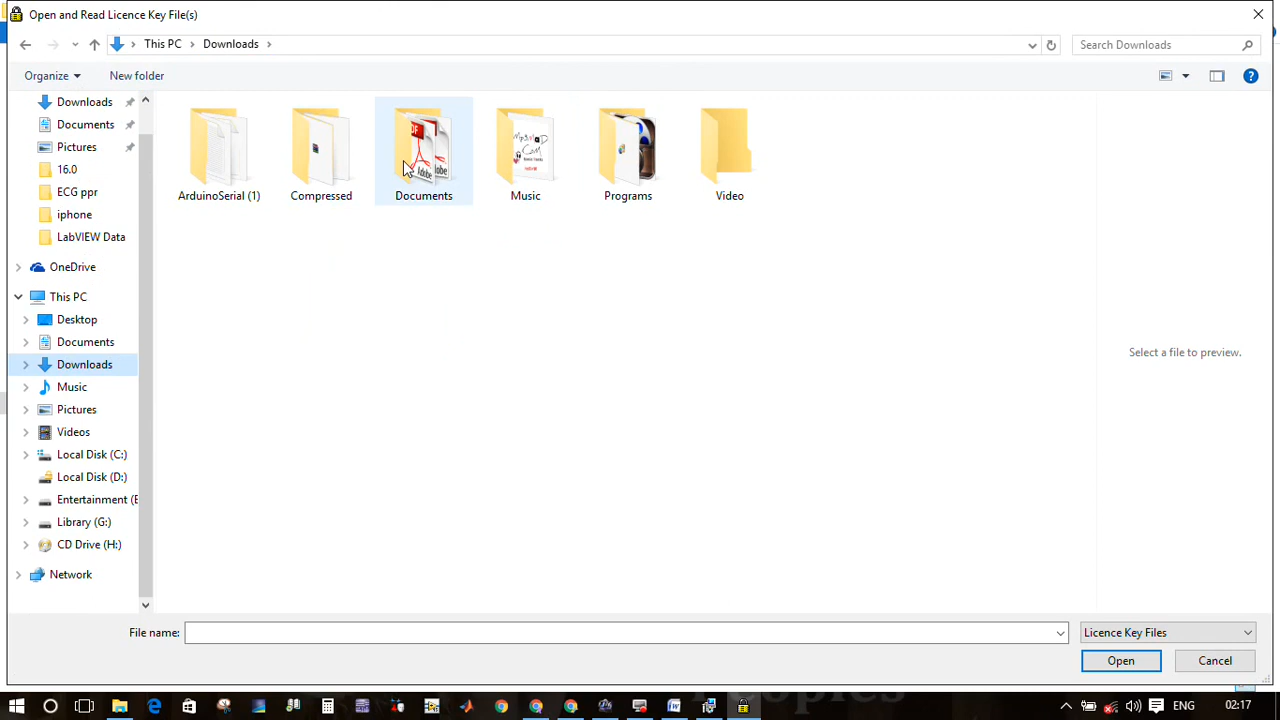 Open and Read Licence Key File(s)
This PC
Downloads
Search Downloads
Organize
New folder
Downloads
Documents
Pictures
16.0
ECG ppr
iphone
LabVIEW Data
OneDrive
This PC
Desktop
Documents
Downloads
Music
Pictures
Videos
Local Disk (C:)
Local Disk (D:)
Entertainment (E
Library (G:)
CD Drive (H:)
Network
ArduinoSerial (1)
Compressed
Documents
Music
Programs
Video
Select a file to preview.
File name:
Licence Key Files
Open
Cancel
ENG
02:17